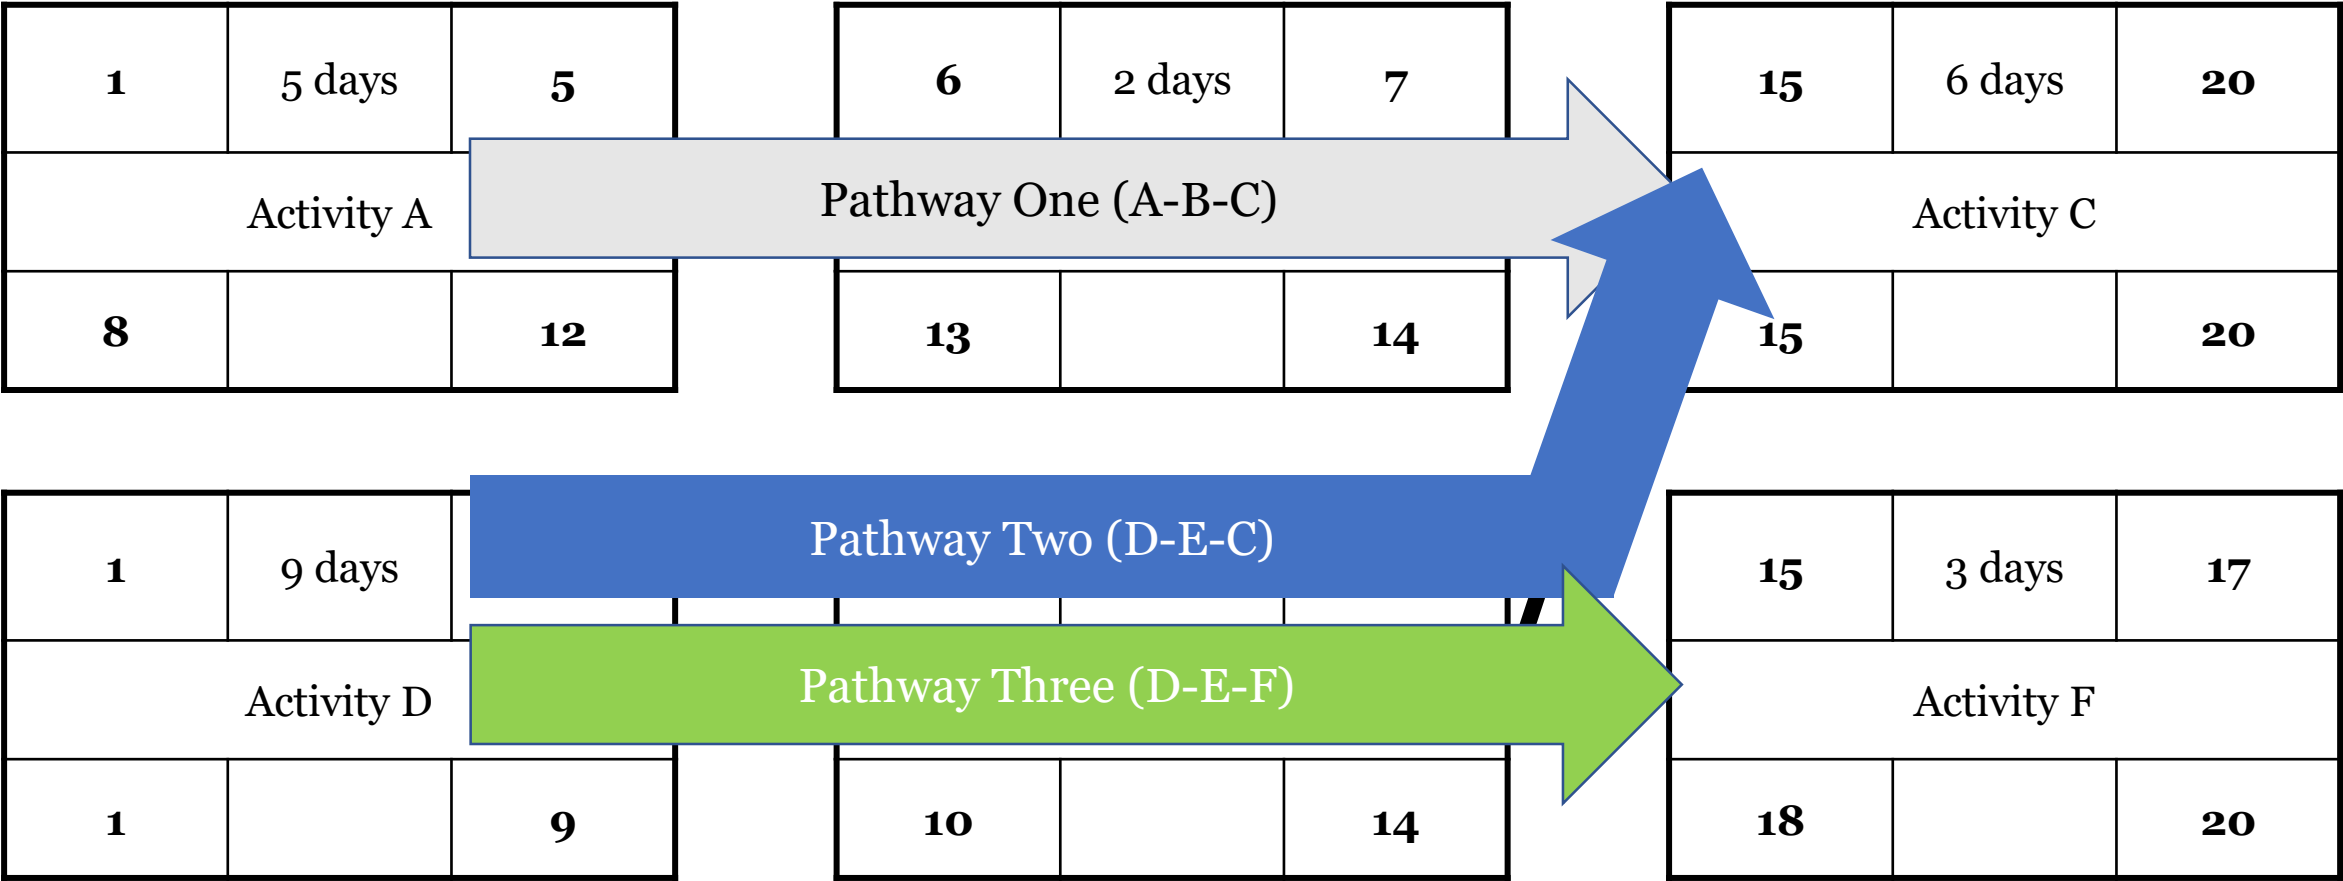 1 5 days 5 6 2 days 7 15 6 days 20
Activity A Pathway One (A-B-C) Activity C
8 12 13 14 15 20
Pathway Two (D-E-C)
1 9 days 15 3 days 17
Activity D Pathway Three (D-E-F) Activity F
1 9 10 14 18 20